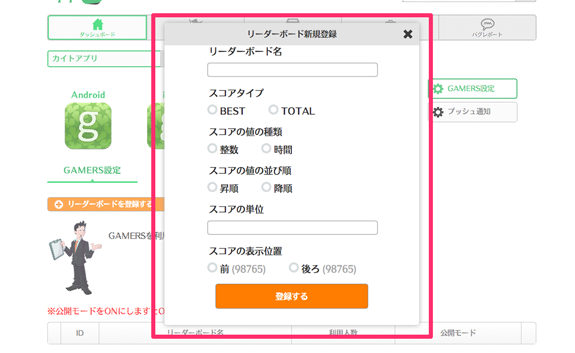 ダッシュボード
バグレポート
リーダーボード新規登録
カイトアプリ
リーダーボード名
Android
GAMERS設定
プッシュ通知
スコアタイプ
BEST TOTAL
スコアの値の種類
整数 時間
スコアの値の並び順
昇順 降順
GAMERS設定
リーダーボードを登録する
スコアの単位
GAMERSを利用
スコアの表示位置
前 (98765) 後ろ (98765)
登録する
※公開モードをONにしますと
ID リーダーボード名 利用人数 公開モード